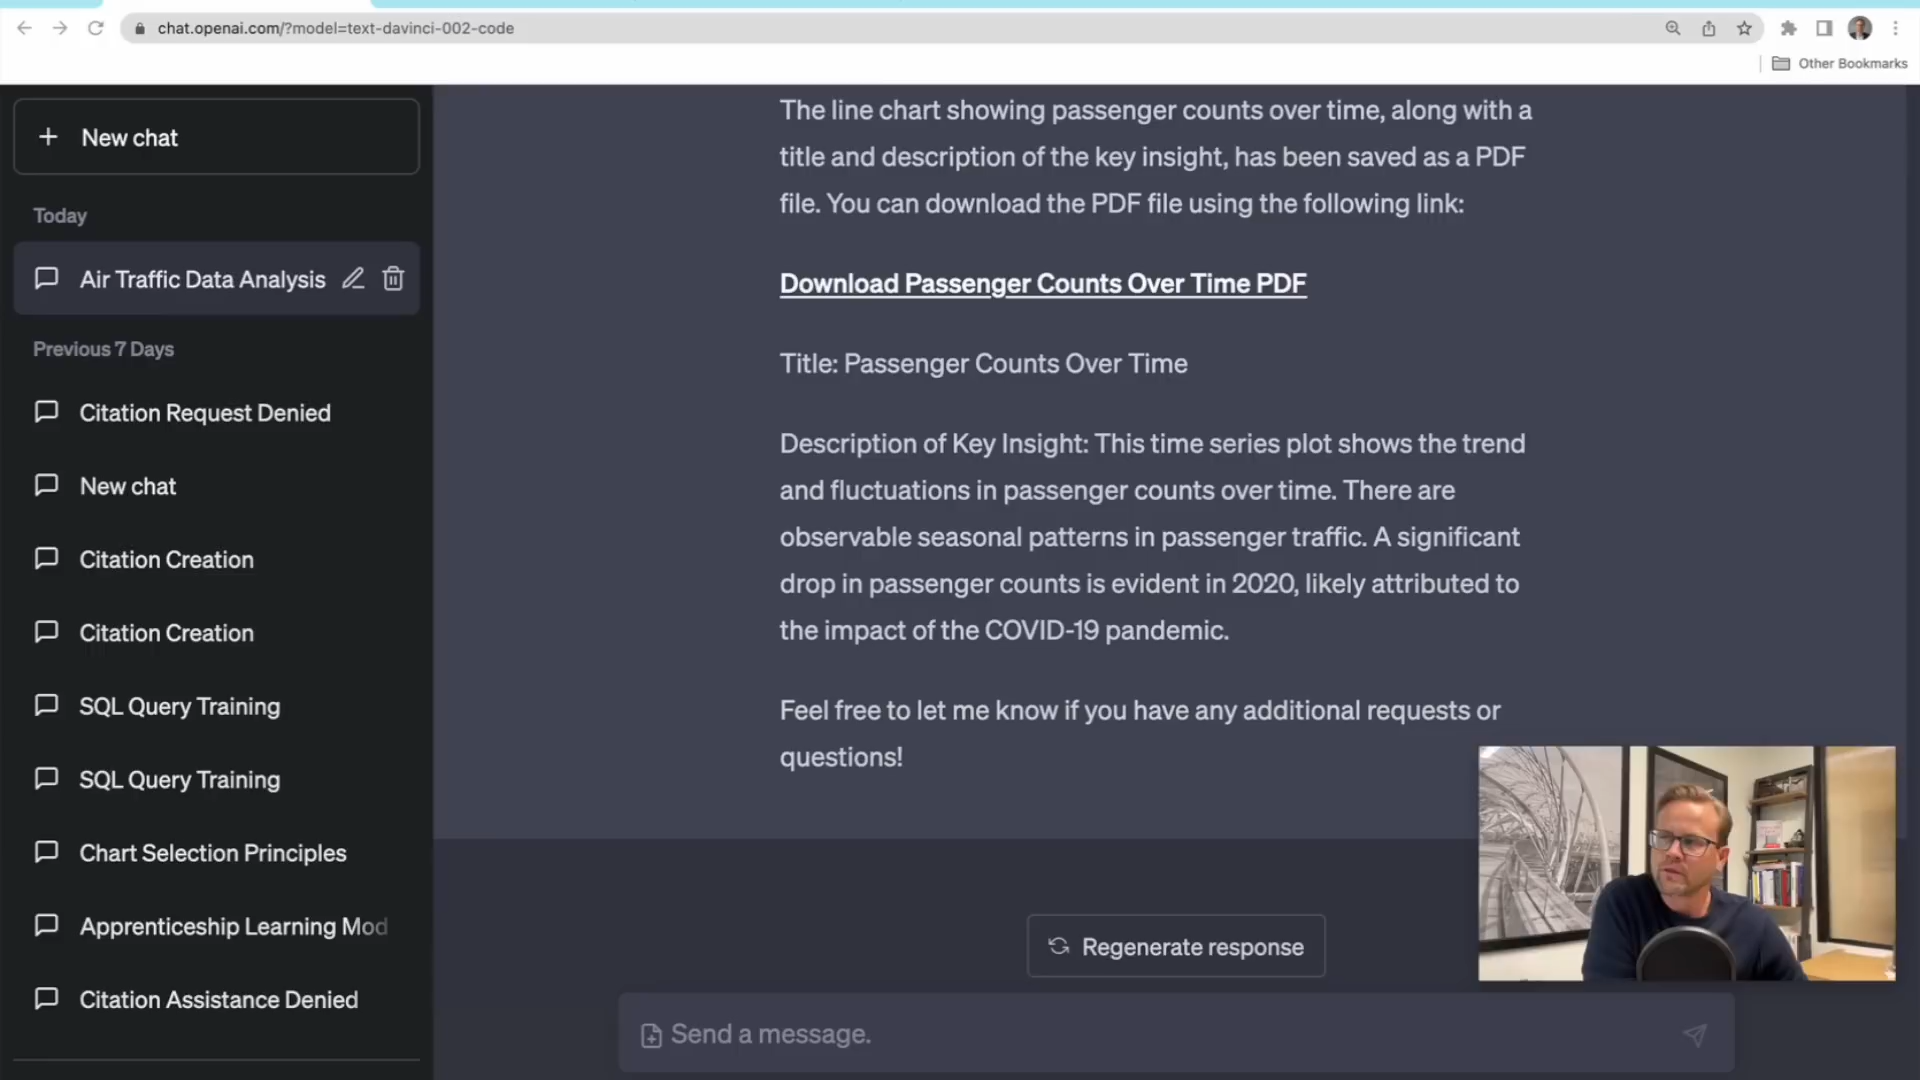 chat.openai.com/?model=text-davinci-002-code
Other Bookmarks
New chat
Today
Air Traffic Data Analysis
Previous 7 Days
Citation Request Denied
New chat
Citation Creation
Citation Creation
SQL Query Training
SQL Query Training
Chart Selection Principles
Apprenticeship Learning Mod
Citation Assistance Denied
The line chart showing passenger counts over time, along with a
title and description of the key insight, has been saved as a PDF
file. You can download the PDF file using the following link:
Download Passenger Counts Over Time PDF
Title: Passenger Counts Over Time
Description of Key Insight: This time series plot shows the trend
and fluctuations in passenger counts over time. There are
observable seasonal patterns in passenger traffic. A significant
drop in passenger counts is evident in 2020, likely attributed to
the impact of the COVID-19 pandemic.
Feel free to let me know if you have any additional requests or
questions!
Regenerate response
Send a message.